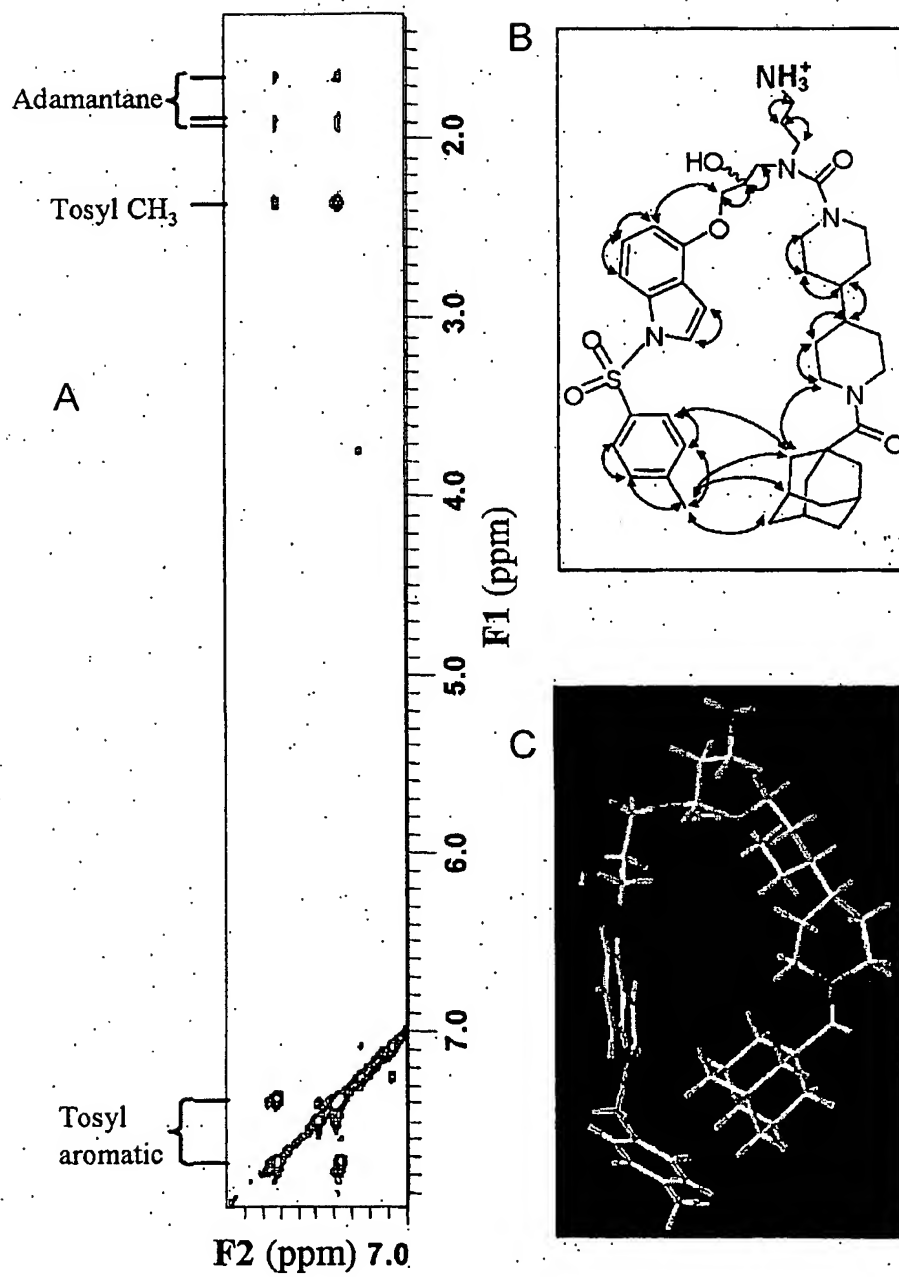 A
Adamantane
Tosyl CH3
Tosyl
aromatic
2.0
3.0
4.0
5.0
6.0
7.0
F1 (ppm)
F2 (ppm) 7.0
B
NH3+
HO
N
O
N
O
N
O
S
O
N
O
C